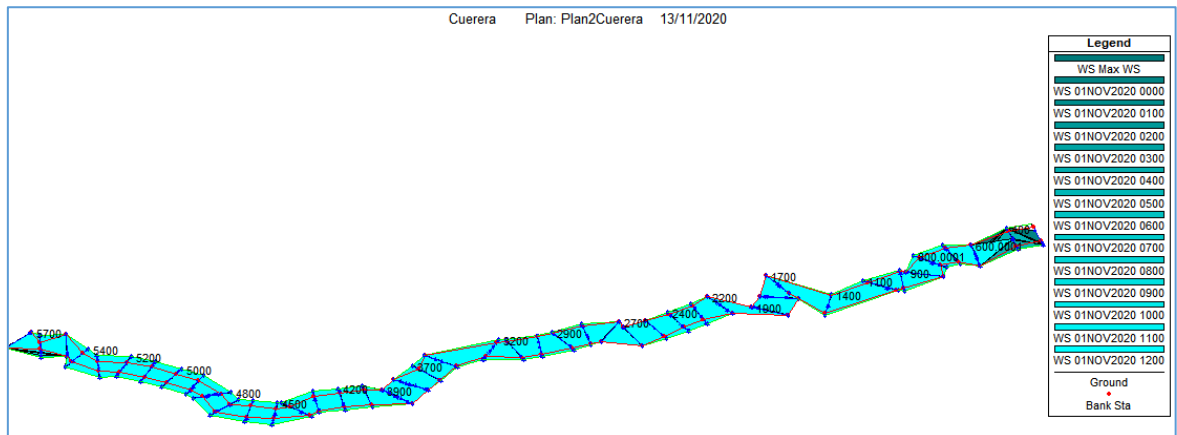 Cuerera Plan: Plan2Cuerera 13/11/2020
Legend
WS Max WS
WS 01NOV2020 0000
WS 01NOV2020 0100
WS 01NOV2020 0200
WS 01NOV2020 0300
WS 01NOV2020 0400
WS 01NOV2020 0500
WS 01NOV2020 0600
WS 01NOV2020 0700
WS 01NOV2020 0800
WS 01NOV2020 0900
WS 01NOV2020 1000
WS 01NOV2020 1100
WS 01NOV2020 1200
Ground
Bank Sta
5700
5400
5200
5000
4800
4600
4200
3900
3700
3200
2900
2700
2400
2200
1900
1700
1400
1100
900
800.0001
600.0001